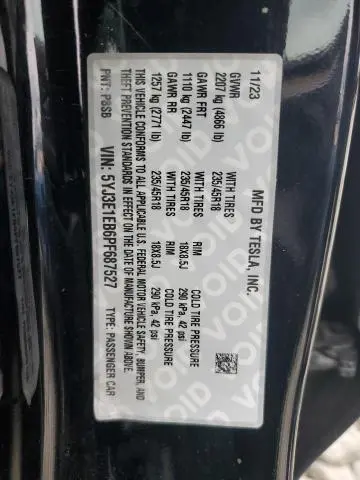 MFD BY TESLA, INC.
11/23
GVWR
2207 kg (4866 lb)
GAWR FRT WITH TIRES RIM COLD TIRE PRESSURE
1110 kg (2447 lb) 235/45R18 18X8.5J 290 kPa, 42 psi
GAWR RR WITH TIRES RIM COLD TIRE PRESSURE
1257 kg (2771 lb) 235/45R18 18X8.5J 290 kPa, 42 psi
THIS VEHICLE CONFORMS TO ALL APPLICABLE U.S. FEDERAL MOTOR VEHICLE SAFETY, BUMPER, AND
THEFT PREVENTION STANDARDS IN EFFECT ON THE DATE OF MANUFACTURE SHOWN ABOVE.
VIN: 5YJ3E1EB6PF687527 TYPE: PASSENGER CAR
PNT: PBSB